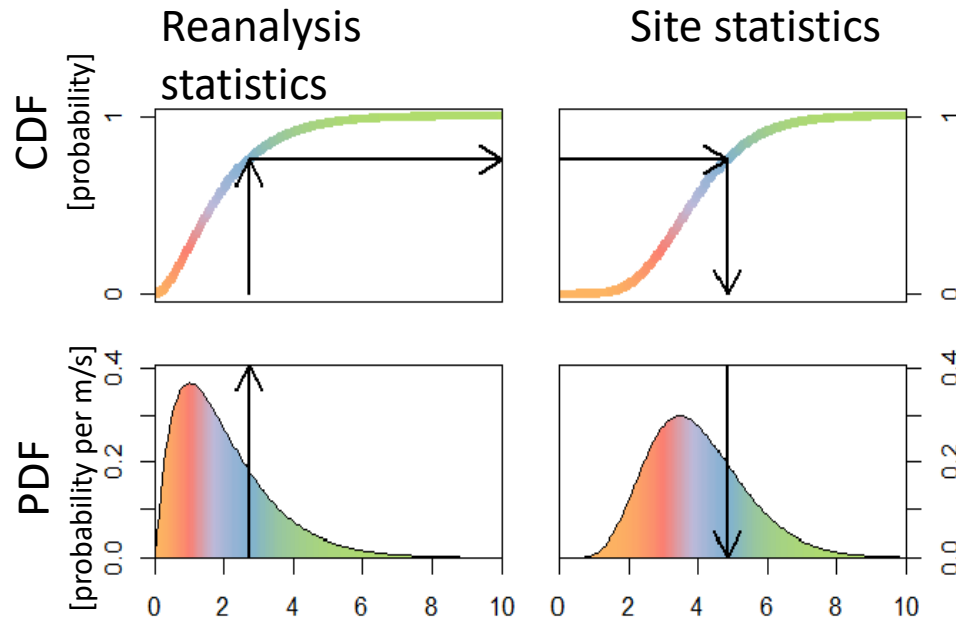 Reanalysis
statistics
Site statistics
CDF
[probability]
1
0
1
0
PDF
[probability per m/s]
0.4
0.2
0.0
0.4
0.2
0.0
0 2 4 6 8 10
0 2 4 6 8 10